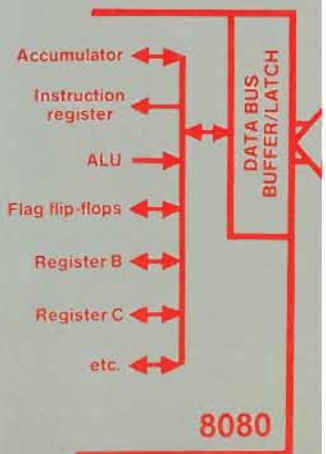 Accumulator
Instruction
register
ALU
Flag flip-flops
Register B
Register C
etc.
DATA BUS
BUFFER/LATCH
8080